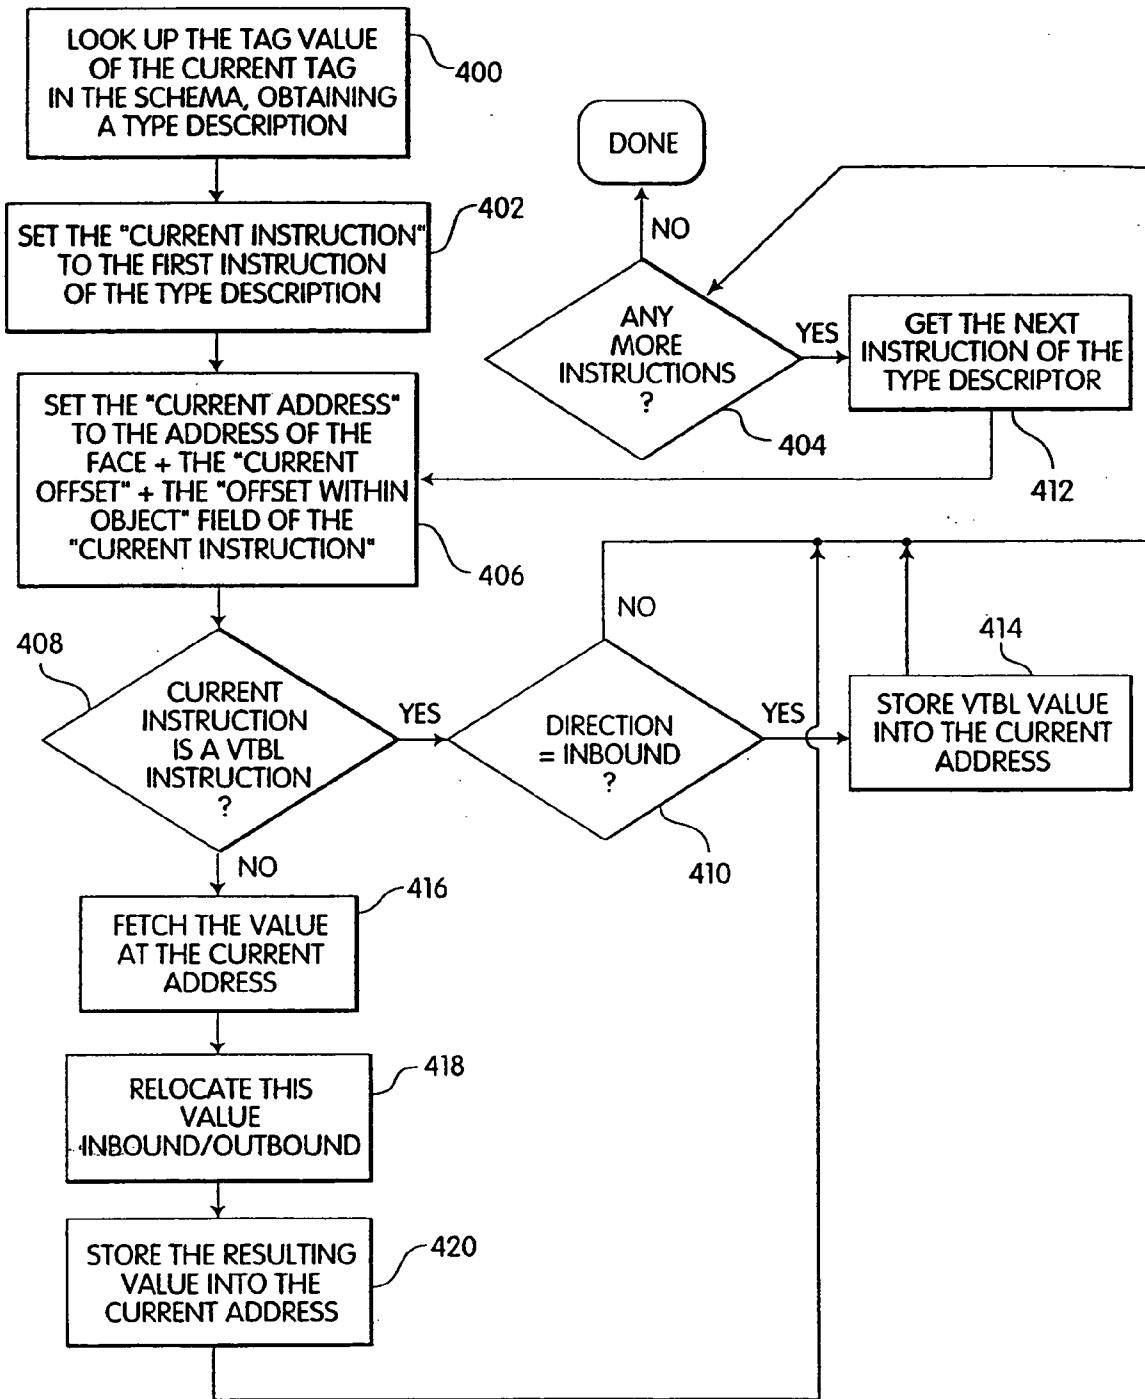 LOOK UP THE TAG VALUE
OF THE CURRENT TAG
IN THE SCHEMA, OBTAINING
A TYPE DESCRIPTION
400
SET THE "CURRENT INSTRUCTION"
TO THE FIRST INSTRUCTION
OF THE TYPE DESCRIPTION
402
SET THE "CURRENT ADDRESS"
TO THE ADDRESS OF THE
FACE + THE "CURRENT
OFFSET" + THE "OFFSET WITHIN
OBJECT" FIELD OF THE
"CURRENT INSTRUCTION"
406
DONE
NO
ANY
MORE
INSTRUCTIONS
?
404
YES
GET THE NEXT
INSTRUCTION OF THE
TYPE DESCRIPTOR
412
408
CURRENT
INSTRUCTION
IS A VTBL
INSTRUCTION
?
YES
NO
DIRECTION
= INBOUND
?
410
NO
YES
414
STORE VTBL VALUE
INTO THE CURRENT
ADDRESS
416
FETCH THE VALUE
AT THE CURRENT
ADDRESS
418
RELOCATE THIS
VALUE
INBOUND/OUTBOUND
420
STORE THE RESULTING
VALUE INTO THE
CURRENT ADDRESS